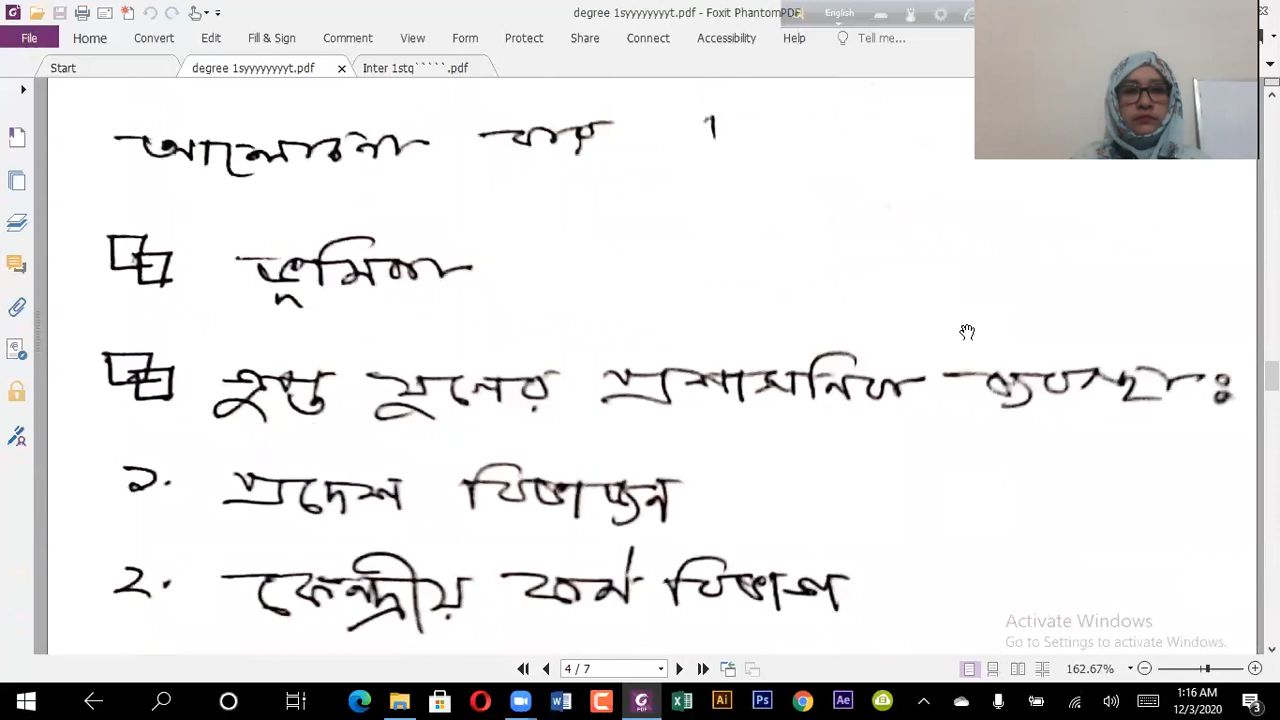 degree 1syyyyyyyt.pdf - Foxit PhantomPDF
English
File Home Convert Edit Fill & Sign Comment View Form Protect Share Connect Accessibility Help Tell me...
Start degree 1syyyyyyyt.pdf Inter 1stq`````.pdf
আলোচনা কর ।
ভূমিকা
গুপ্ত যুগের প্রশাসনিক ব্যবস্থা :
১. প্রদেশ বিভাজন
২. কেন্দ্রীয় কর্ম বিভাগ
Activate Windows
Go to Settings to activate Windows.
4 / 7
162.67%
1:16 AM
12/3/2020